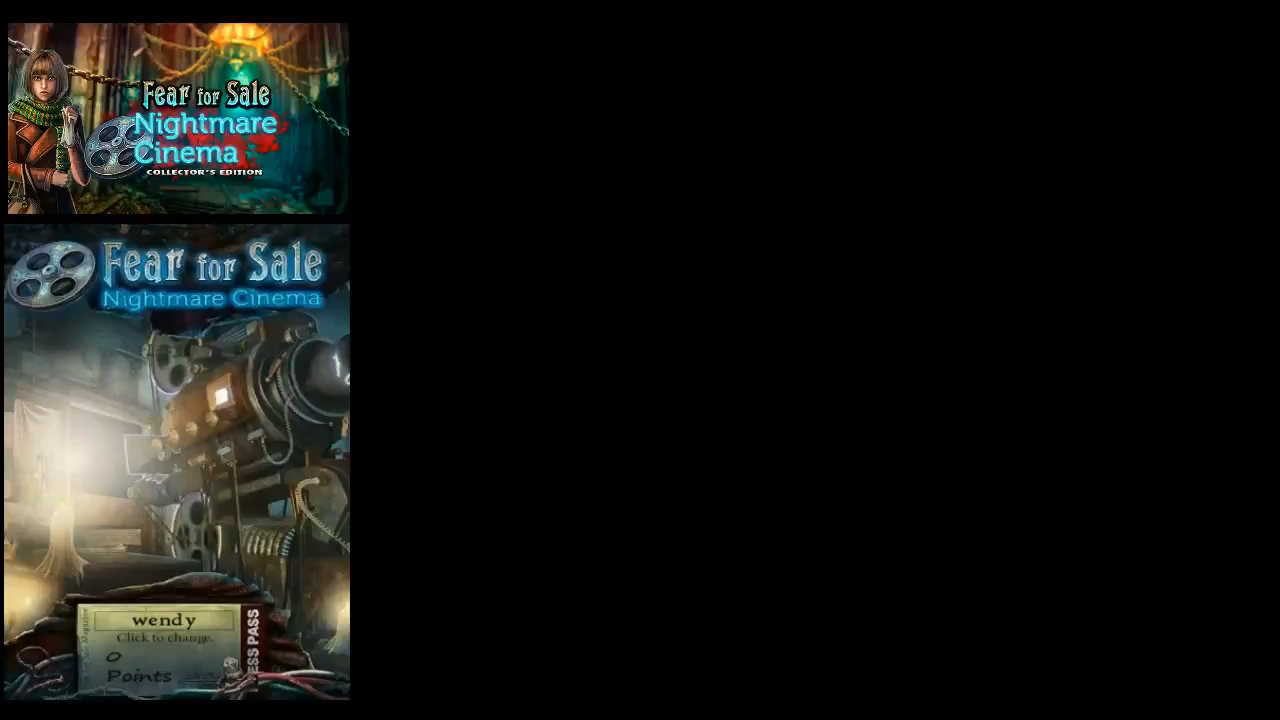 Fear for Sale
Nightmare
Cinema
COLLECTOR'S EDITION
Fear for Sale
Nightmare Cinema
wendy
Click to change.
0
Points
ESS PASS